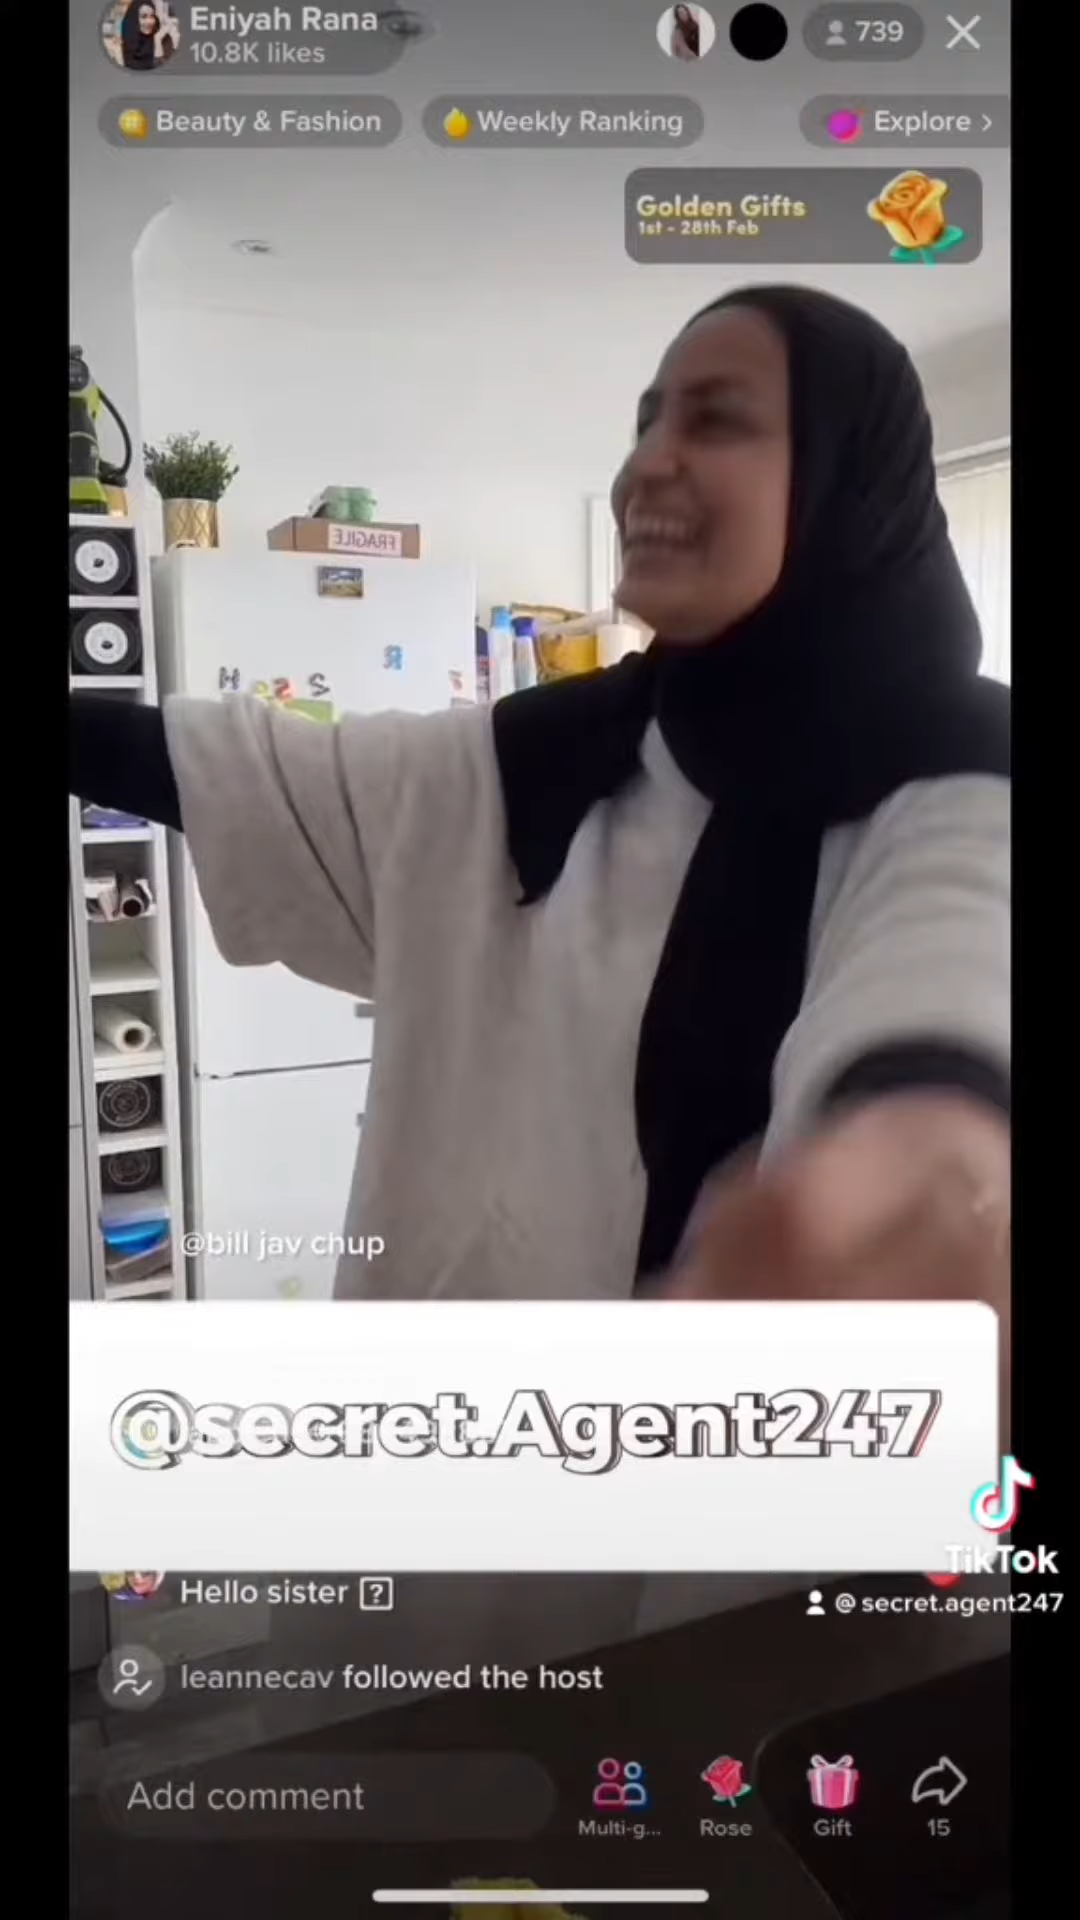 Eniyah Rana
10.8K likes
739
Beauty & Fashion
Weekly Ranking
Explore >
Golden Gifts
1st - 28th Feb
FRAGILE
H
S
R
@bill jav chup
@secret.Agent247
TikTok
@secret.agent247
Hello sister ?
leannecav followed the host
Add comment
Multi-g...
Rose
Gift
15